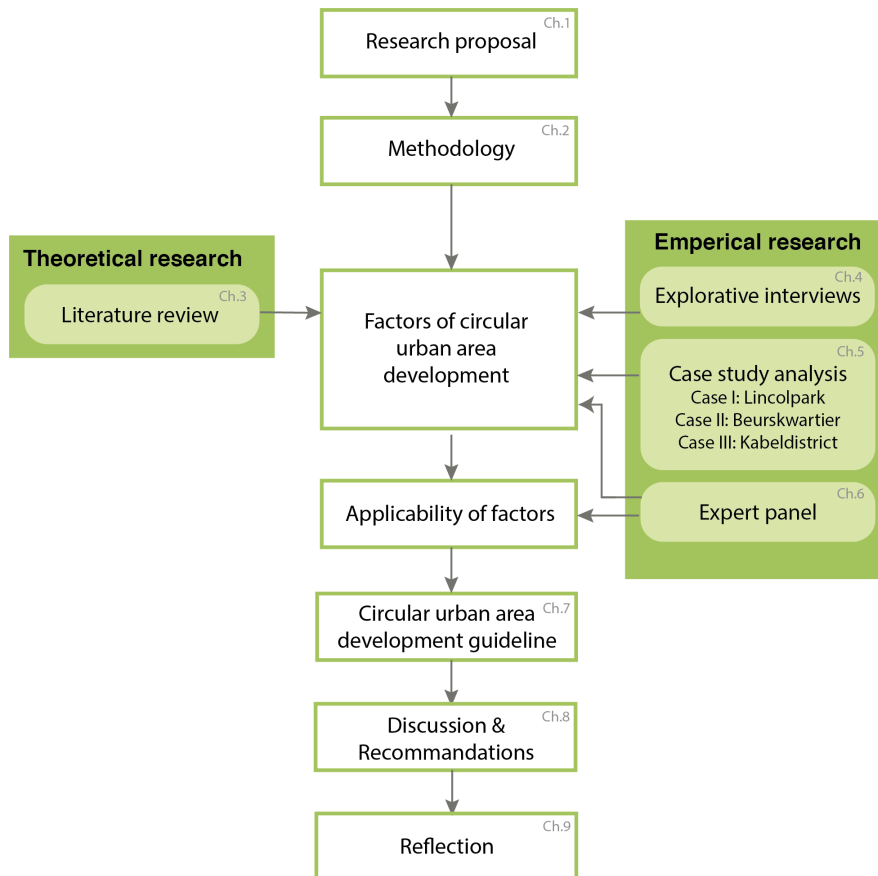 Ch.1
Research proposal
Ch.2
Methodology
Theoretical research
Ch.3
Literature review
Factors of circular
urban area
development
Emperical research
Ch.4
Explorative interviews
Ch.5
Case study analysis
Case I: Lincolpark
Case II: Beurskwartier
Case III: Kabeldistrict
Ch.6
Expert panel
Applicability of factors
Ch.7
Circular urban area
development guideline
Ch.8
Discussion &
Recommandations
Ch.9
Reflection